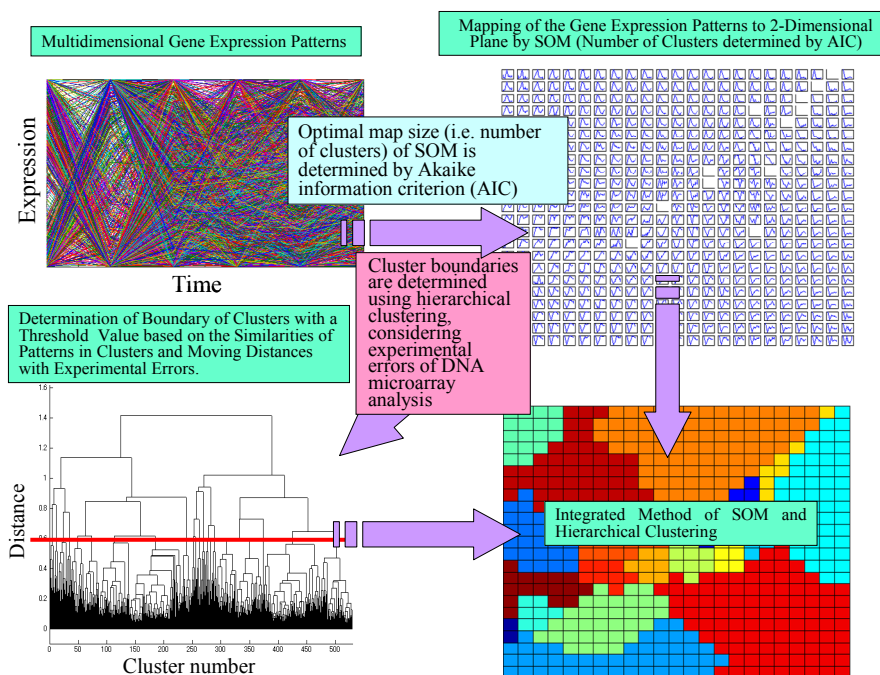 Multidimensional Gene Expression Patterns
Mapping of the Gene Expression Patterns to 2-Dimensional
Plane by SOM (Number of Clusters determined by AIC)
Expression
Time
Optimal map size (i.e. number
of clusters) of SOM is
determined by Akaike
information criterion (AIC)
Cluster boundaries
are determined
using hierarchical
clustering,
considering
experimental
errors of DNA
microarray
analysis
Determination of Boundary of Clusters with a
Threshold Value based on the Similarities of
Patterns in Clusters and Moving Distances
with Experimental Errors.
1.6
1.4
1.2
1
0.8
0.6
0.4
0.2
0
Distance
0 50 100 150 200 250 300 350 400 450 500
Cluster number
Integrated Method of SOM and
Hierarchical Clustering